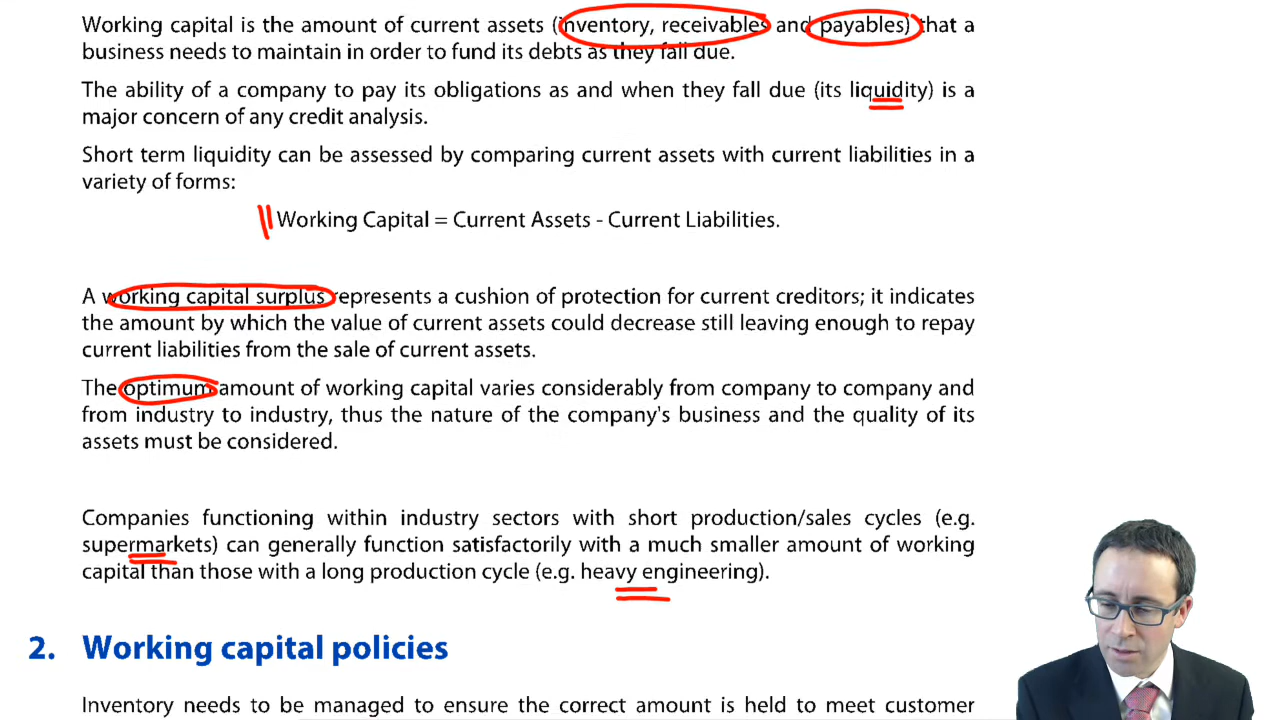 Working capital is the amount of current assets (inventory, receivables and payables) that a
business needs to maintain in order to fund its debts as they fall due.
The ability of a company to pay its obligations as and when they fall due (its liquidity) is a
major concern of any credit analysis.
Short term liquidity can be assessed by comparing current assets with current liabilities in a
variety of forms:
Working Capital = Current Assets - Current Liabilities.
A working capital surplus represents a cushion of protection for current creditors; it indicates
the amount by which the value of current assets could decrease still leaving enough to repay
current liabilities from the sale of current assets.
The optimum amount of working capital varies considerably from company to company and
from industry to industry, thus the nature of the company's business and the quality of its
assets must be considered.
Companies functioning within industry sectors with short production/sales cycles (e.g.
supermarkets) can generally function satisfactorily with a much smaller amount of working
capital than those with a long production cycle (e.g. heavy engineering).
2. Working capital policies
Inventory needs to be managed to ensure the correct amount is held to meet customer